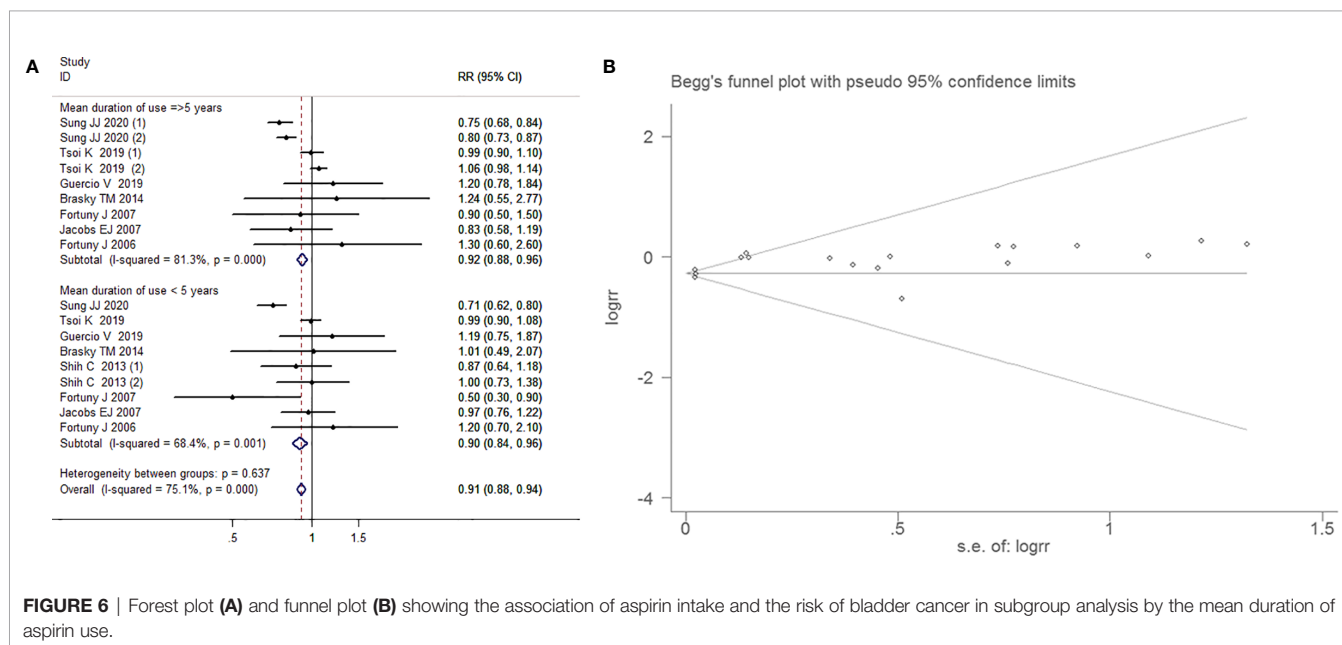 A
Study
ID
RR (95% CI)
Mean duration of use =>5 years
Sung JJ 2020 (1) 0.75 (0.68, 0.84)
Sung JJ 2020 (2) 0.80 (0.73, 0.87)
Tsoi K 2019 (1) 0.99 (0.90, 1.10)
Tsoi K 2019 (2) 1.06 (0.98, 1.14)
Guercio V 2019 1.20 (0.78, 1.84)
Brasky TM 2014 1.24 (0.55, 2.77)
Fortuny J 2007 0.90 (0.50, 1.50)
Jacobs EJ 2007 0.83 (0.58, 1.19)
Fortuny J 2006 1.30 (0.60, 2.60)
Subtotal (I-squared = 81.3%, p = 0.000) 0.92 (0.88, 0.96)
Mean duration of use < 5 years
Sung JJ 2020 0.71 (0.62, 0.80)
Tsoi K 2019 0.99 (0.90, 1.08)
Guercio V 2019 1.19 (0.75, 1.87)
Brasky TM 2014 1.01 (0.49, 2.07)
Shih C 2013 (1) 0.87 (0.64, 1.18)
Shih C 2013 (2) 1.00 (0.73, 1.38)
Fortuny J 2007 0.50 (0.30, 0.90)
Jacobs EJ 2007 0.97 (0.76, 1.22)
Fortuny J 2006 1.20 (0.70, 2.10)
Subtotal (I-squared = 68.4%, p = 0.001) 0.90 (0.84, 0.96)
Heterogeneity between groups: p = 0.637
Overall (I-squared = 75.1%, p = 0.000) 0.91 (0.88, 0.94)
.5 1 1.5
B
Begg's funnel plot with pseudo 95% confidence limits
logrr
2
0
-2
-4
0 .5 1 1.5
s.e. of: logrr
FIGURE 6 | Forest plot (A) and funnel plot (B) showing the association of aspirin intake and the risk of bladder cancer in subgroup analysis by the mean duration of
aspirin use.